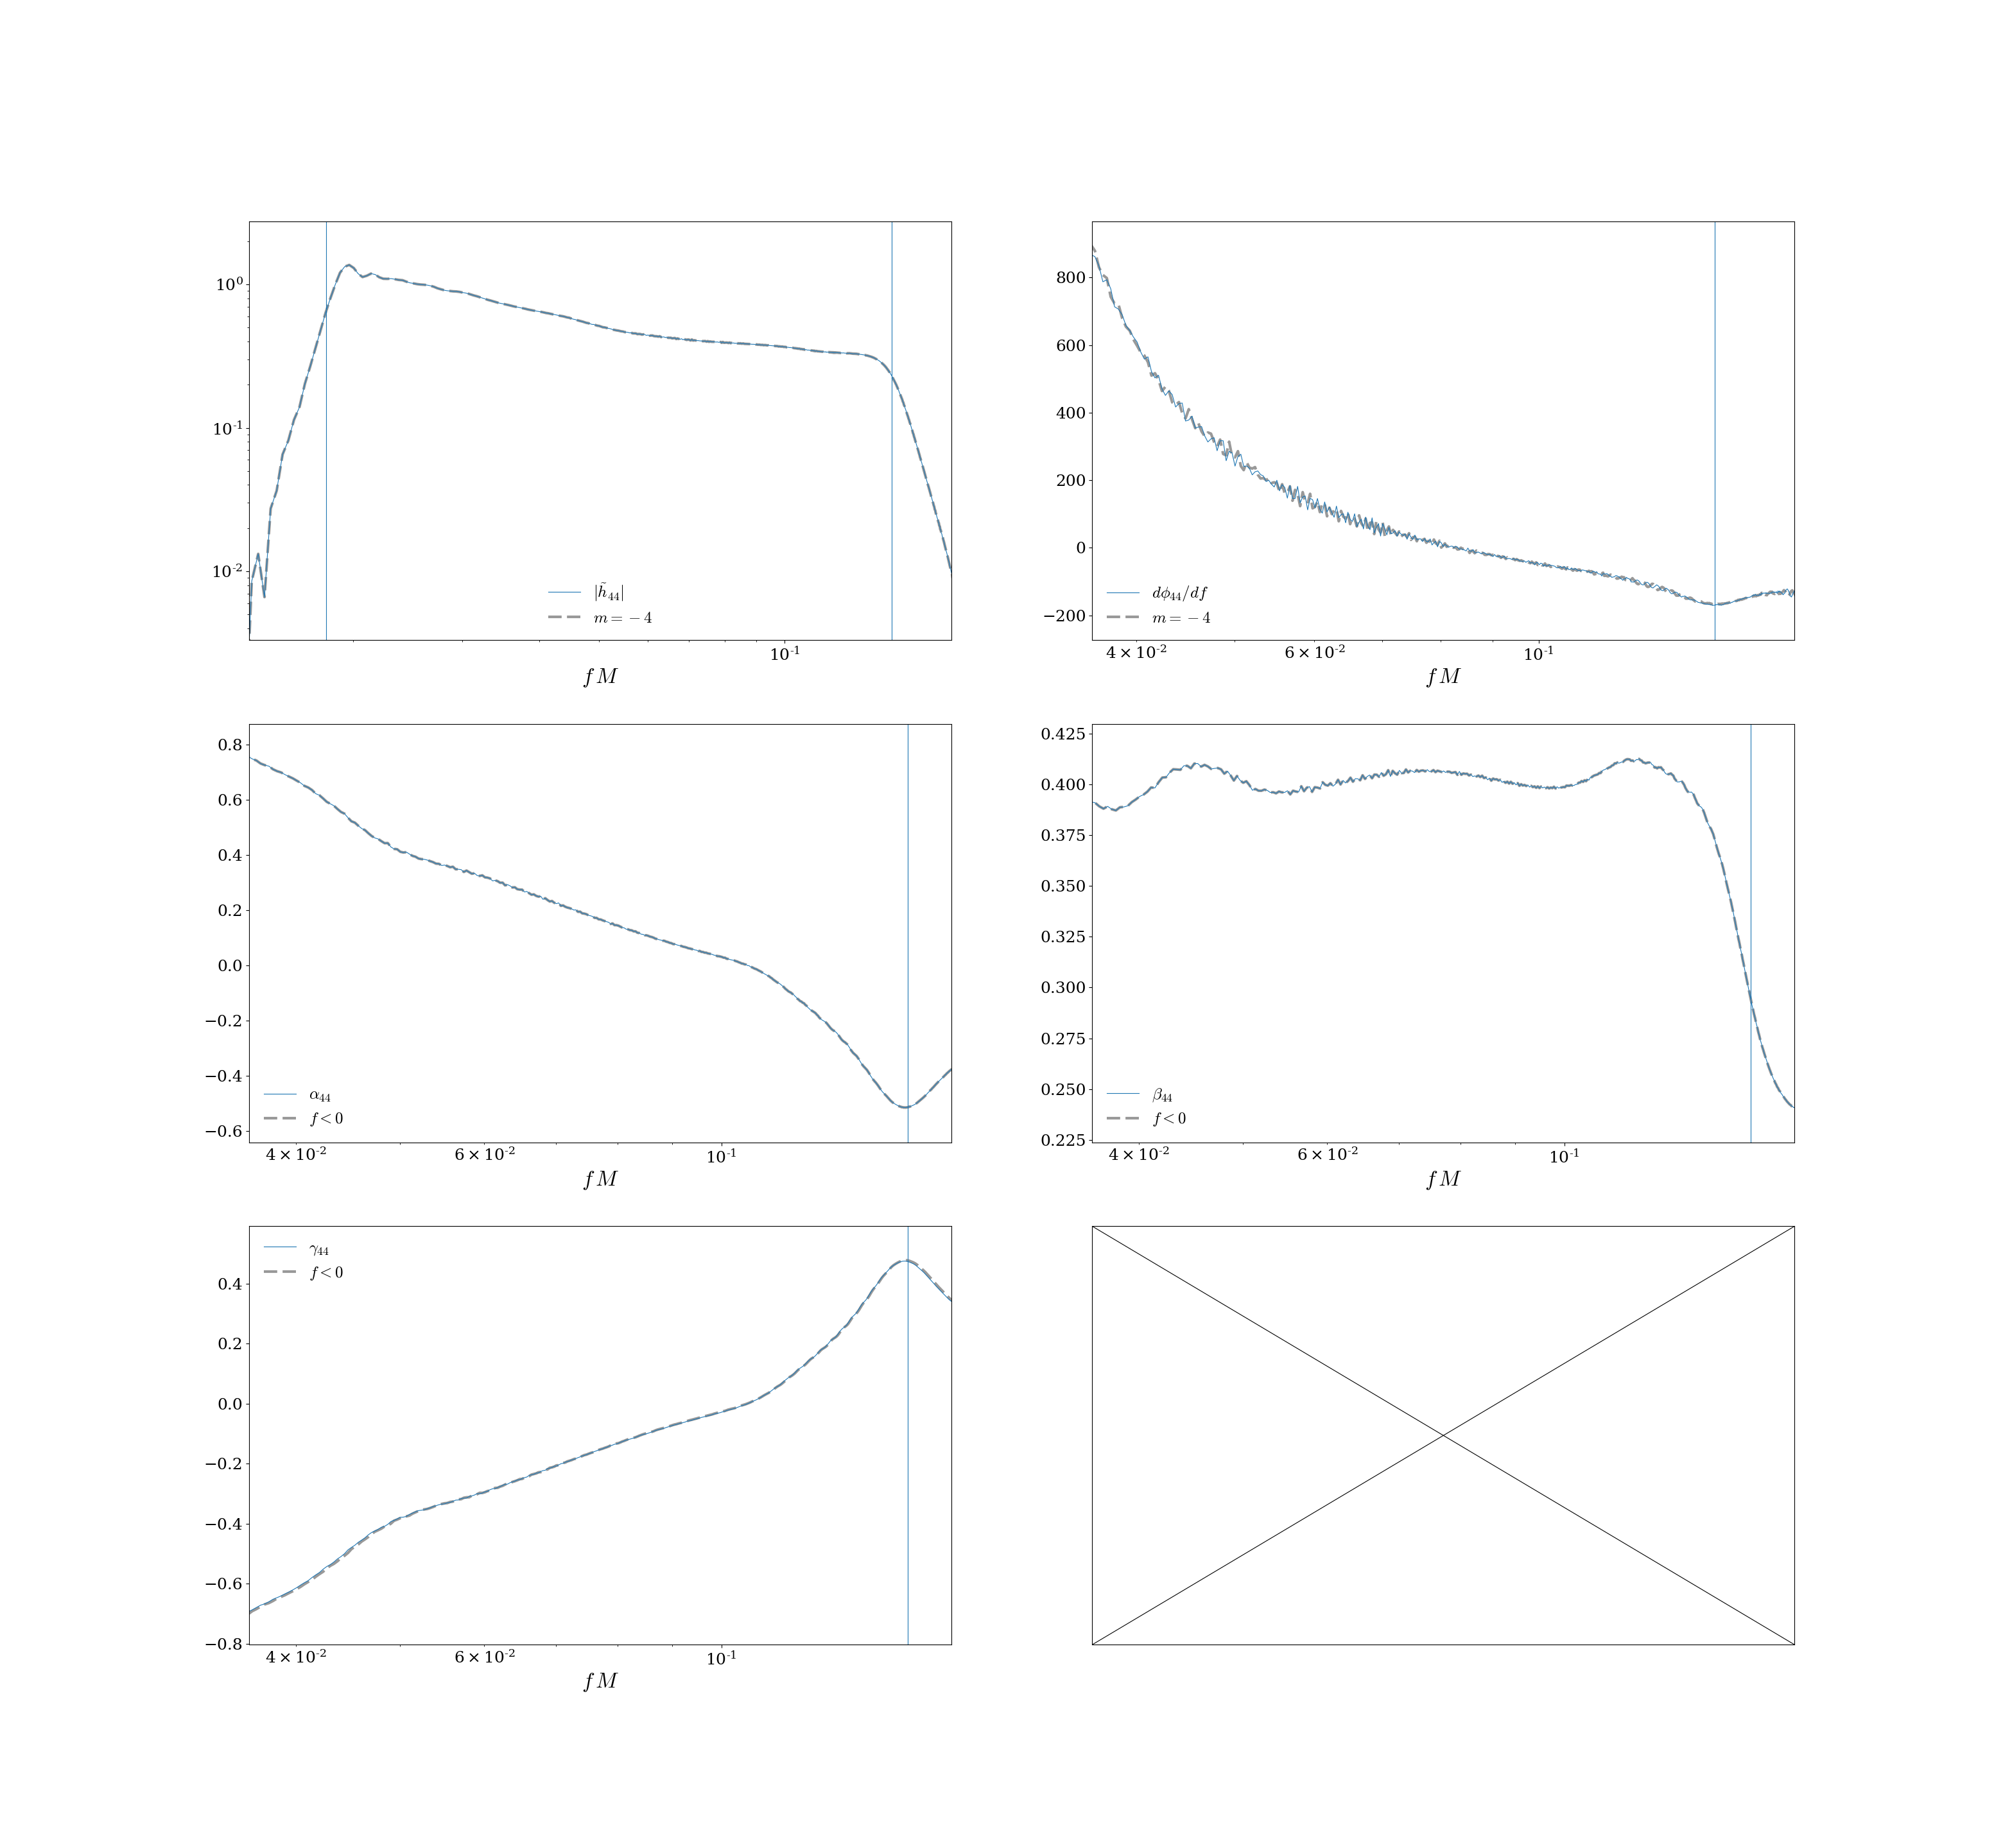 10⁰
10⁻¹
10⁻²
|h̃₄₄|
m = −4
10⁻¹
f M
800
600
400
200
0
−200
dϕ₄₄/df
m = −4
4 × 10⁻² 6 × 10⁻² 10⁻¹
f M
0.8
0.6
0.4
0.2
0.0
−0.2
−0.4
−0.6
α₄₄
f < 0
4 × 10⁻² 6 × 10⁻² 10⁻¹
f M
0.425
0.400
0.375
0.350
0.325
0.300
0.275
0.250
0.225
β₄₄
f < 0
4 × 10⁻² 6 × 10⁻² 10⁻¹
f M
γ₄₄
f < 0
0.4
0.2
0.0
−0.2
−0.4
−0.6
−0.8
4 × 10⁻² 6 × 10⁻² 10⁻¹
f M